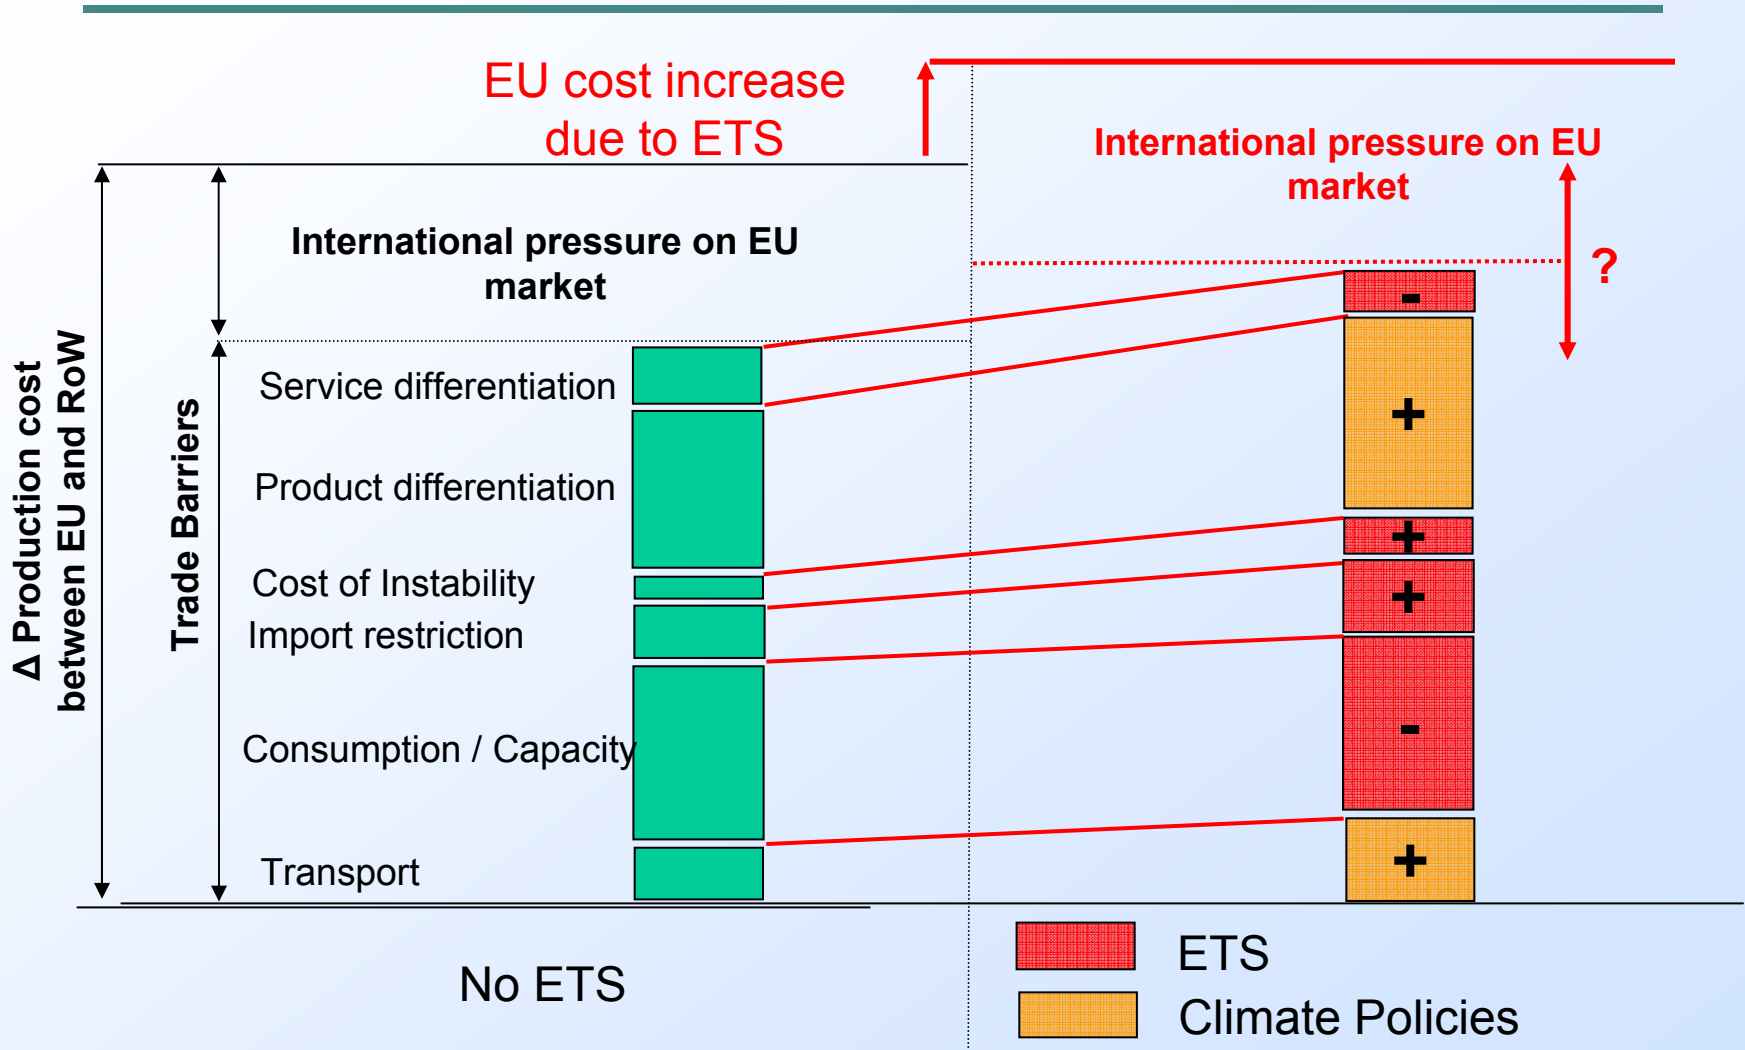 EU cost increase
due to ETS
International pressure on EU
market
International pressure on EU
market
?
Δ Production cost
between EU and RoW
Trade Barriers
Service differentiation
Product differentiation
Cost of Instability
Import restriction
Consumption / Capacity
Transport
-
+
+
+
-
+
No ETS
ETS
Climate Policies